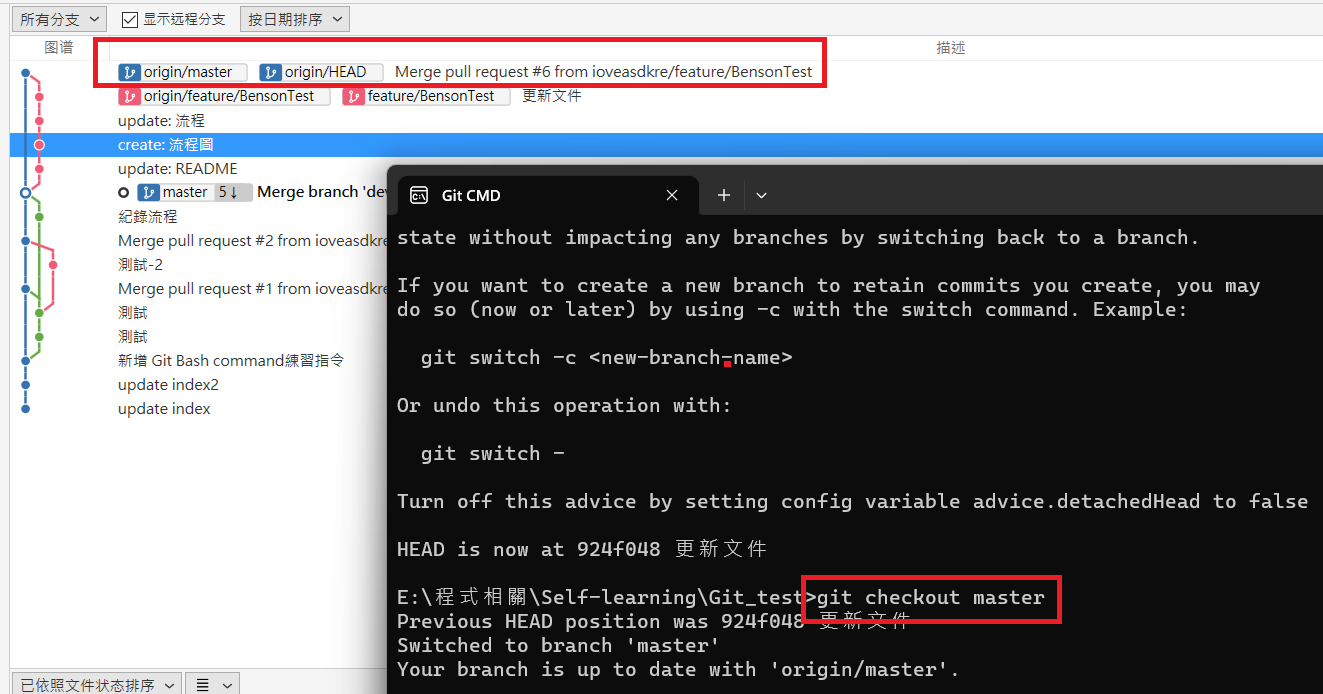 所有分支 显示远程分支 按日期排序
图谱 描述
origin/master origin/HEAD Merge pull request #6 from ioveasdkre/feature/BensonTest
origin/feature/BensonTest feature/BensonTest 更新文件
update: 流程
create: 流程圖
update: README
master 5↓ Merge branch 'dev
紀錄流程
Merge pull request #2 from ioveasdkre
測試-2
Merge pull request #1 from ioveasdkre
測試
測試
新增 Git Bash command練習指令
update index2
update index
已依照文件状态排序
Git CMD
state without impacting any branches by switching back to a branch.
If you want to create a new branch to retain commits you create, you may
do so (now or later) by using -c with the switch command. Example:
git switch -c <new-branch-name>
Or undo this operation with:
git switch -
Turn off this advice by setting config variable advice.detachedHead to false
HEAD is now at 924f048 更新文件
E:\程式相關\Self-learning\Git_test>git checkout master
Previous HEAD position was 924f048 更新文件
Switched to branch 'master'
Your branch is up to date with 'origin/master'.